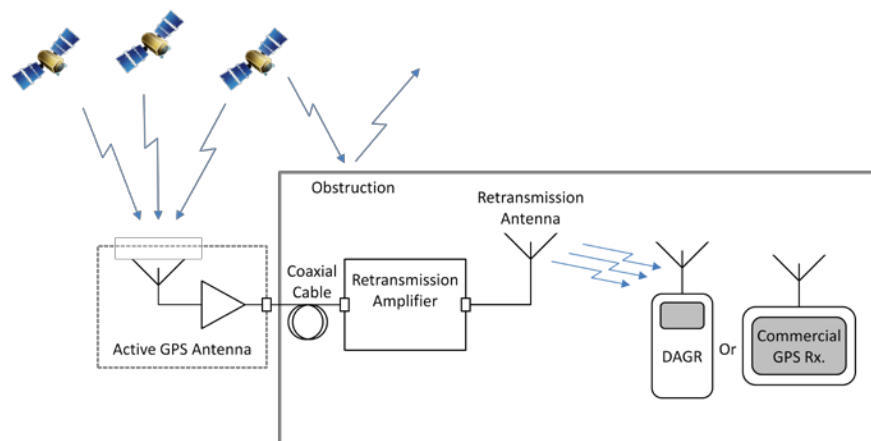 Obstruction
Retransmission
Antenna
Coaxial
Cable
Retransmission
Amplifier
Active GPS Antenna
DAGR
Or
Commercial
GPS Rx.